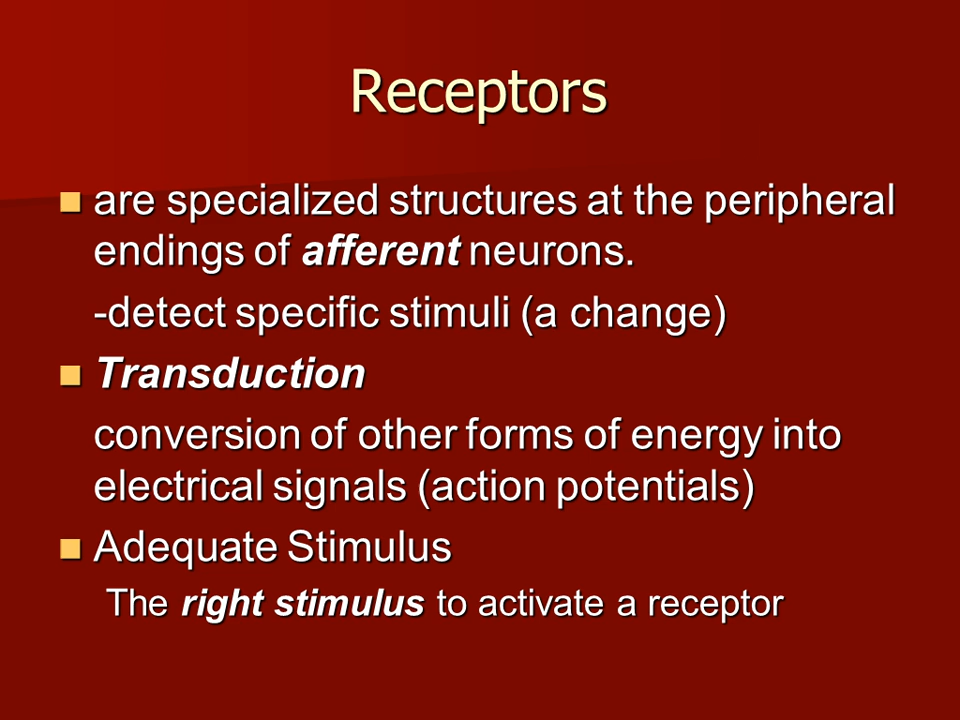 Receptors
are specialized structures at the peripheral
endings of afferent neurons.
-detect specific stimuli (a change)
Transduction
conversion of other forms of energy into
electrical signals (action potentials)
Adequate Stimulus
The right stimulus to activate a receptor